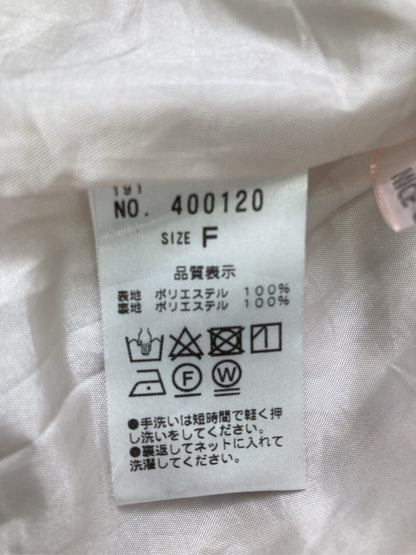 191
NO. 400120
SIZE F
品質表示
表地 ポリエステル 100%
裏地 ポリエステル 100%
F W
●手洗いは短時間で軽く押
し洗いをしてください。
●裏返してネットに入れて
洗濯してください。
NICE